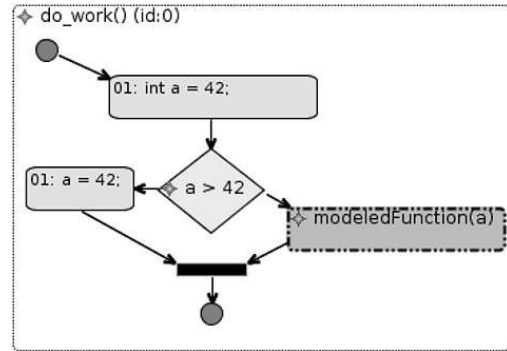 do_work() (id:0)
01: int a = 42;
a > 42
01: a = 42;
modeledFunction(a)